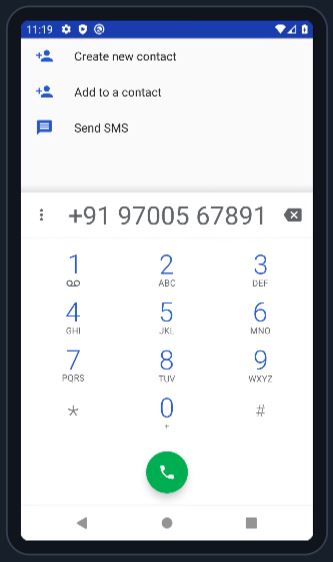 11:19
Create new contact
Add to a contact
Send SMS
+91 97005 67891
1 2 3
ABC DEF
4 5 6
GHI JKL MNO
7 8 9
PQRS TUV WXYZ
* 0 #
+